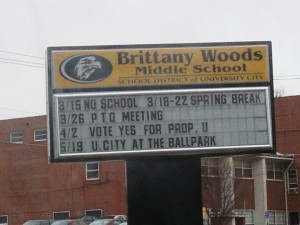 Brittany Woods
Middle School
SCHOOL DISTRICT of UNIVERSITY CITY
3/15 NO SCHOOL 3/18-22 SPRING BREAK
3/26 PTO MEETING
4/2 VOTE YES FOR PROP. U
5/19 U. CITY AT THE BALLPARK